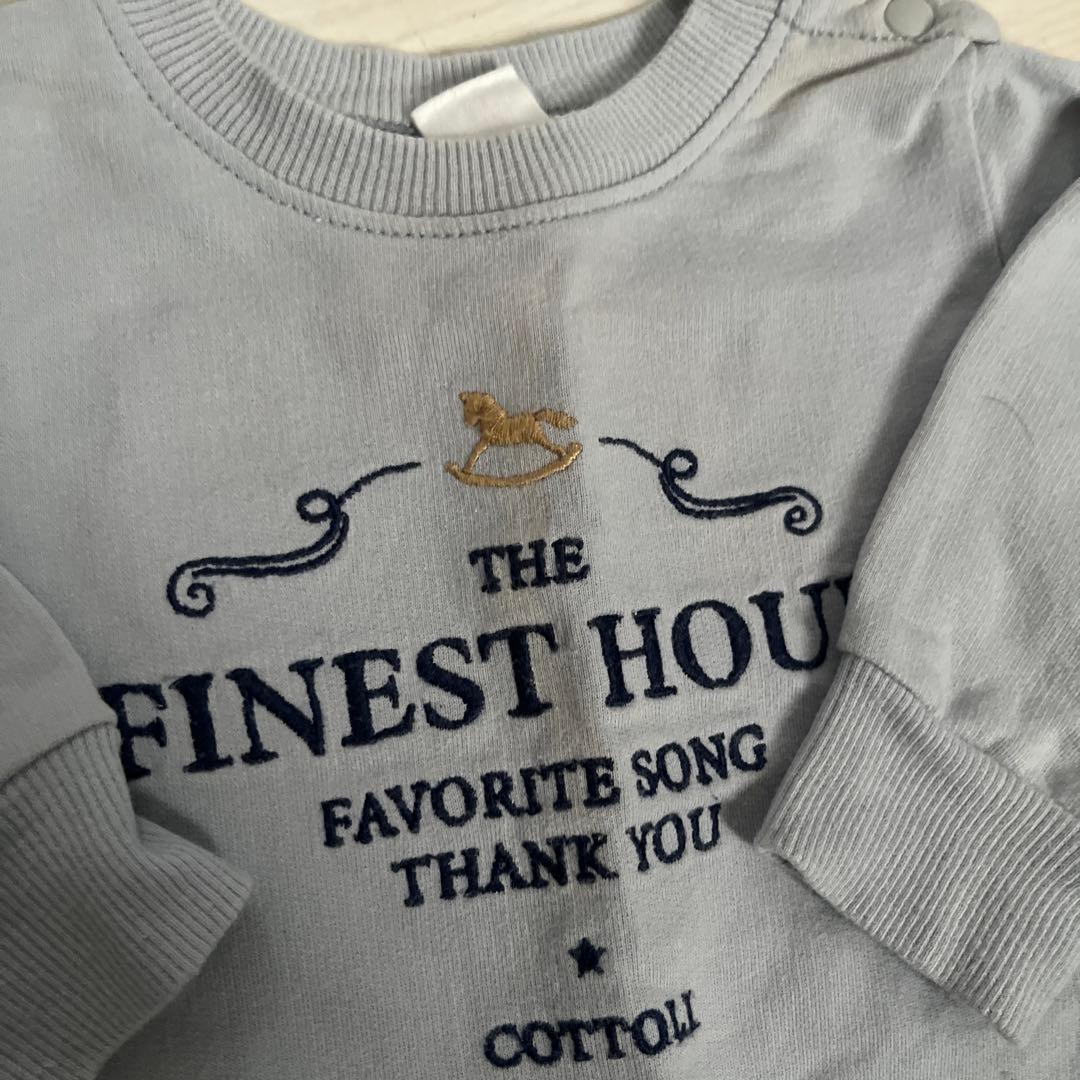 THE
FINEST HOU
FAVORITE SONG
THANK YOU
COTTOLI